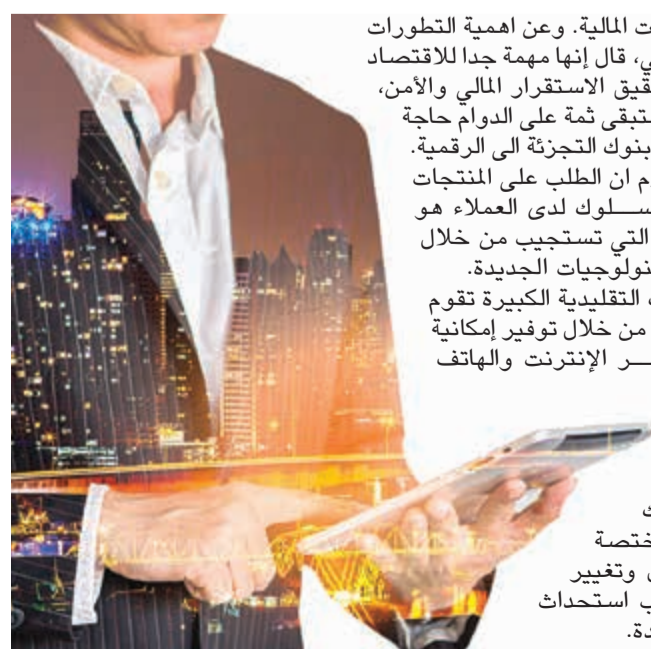 ت المالية. وعن اهمية التطورات
ي، قال إنها مهمة جدا للاقتصاد
قيق الاستقرار المالي والأمن،
ستبقى ثمة على الدوام حاجة
بنوك التجزئة الى الرقمية.
م ان الطلب على المنتجات
ســلوك لدى العملاء هو
التي تستجيب من خلال
نولوجيات الجديدة.
ت التقليدية الكبيرة تقوم
من خلال توفير إمكانية
ـــر الإنترنت والهاتف
ك
ختصة
ن وتغيير
ب استحداث
دة.